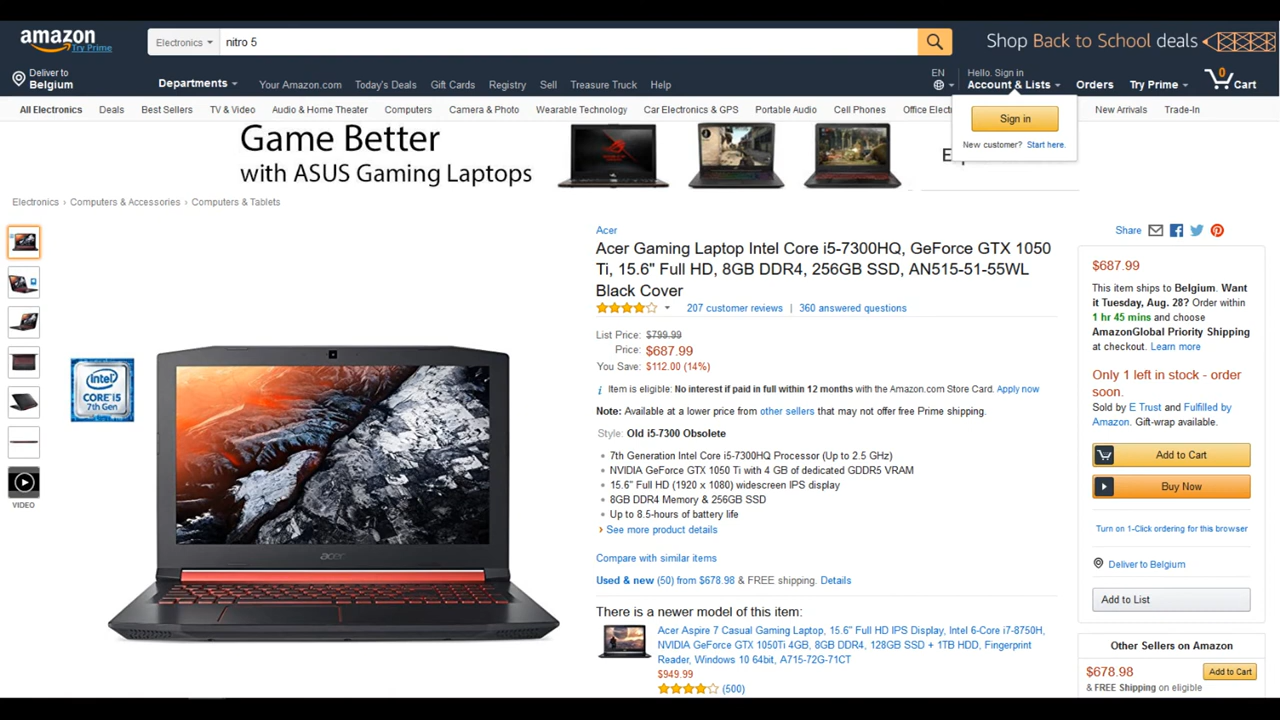 amazon
Try Prime
Electronics
nitro 5
Shop Back to School deals
Deliver to
Belgium
Departments
Your Amazon.com
Today's Deals
Gift Cards
Registry
Sell
Treasure Truck
Help
EN
Hello. Sign in
Account & Lists
Orders
Try Prime
0
Cart
All Electronics
Deals
Best Sellers
TV & Video
Audio & Home Theater
Computers
Camera & Photo
Wearable Technology
Car Electronics & GPS
Portable Audio
Cell Phones
Office Elect
New Arrivals
Trade-In
Sign in
New customer? Start here.
Game Better
with ASUS Gaming Laptops
Electronics › Computers & Accessories › Computers & Tablets
VIDEO
intel
CORE i5
7th Gen
acer
Acer
Acer Gaming Laptop Intel Core i5-7300HQ, GeForce GTX 1050
Ti, 15.6" Full HD, 8GB DDR4, 256GB SSD, AN515-51-55WL
Black Cover
207 customer reviews | 360 answered questions
List Price: $799.99
Price: $687.99
You Save: $112.00 (14%)
Item is eligible: No interest if paid in full within 12 months with the Amazon.com Store Card. Apply now
Note: Available at a lower price from other sellers that may not offer free Prime shipping.
Style: Old i5-7300 Obsolete
7th Generation Intel Core i5-7300HQ Processor (Up to 2.5 GHz)
NVIDIA GeForce GTX 1050 Ti with 4 GB of dedicated GDDR5 VRAM
15.6" Full HD (1920 x 1080) widescreen IPS display
8GB DDR4 Memory & 256GB SSD
Up to 8.5-hours of battery life
› See more product details
Compare with similar items
Used & new (50) from $678.98 & FREE shipping. Details
There is a newer model of this item:
Acer Aspire 7 Casual Gaming Laptop, 15.6" Full HD IPS Display, Intel 6-Core i7-8750H,
NVIDIA GeForce GTX 1050Ti 4GB, 8GB DDR4, 128GB SSD + 1TB HDD, Fingerprint
Reader, Windows 10 64bit, A715-72G-71CT
$949.99
(500)
Share
$687.99
This item ships to Belgium. Want
it Tuesday, Aug. 28? Order within
1 hr 45 mins and choose
AmazonGlobal Priority Shipping
at checkout. Learn more
Only 1 left in stock - order
soon.
Sold by E Trust and Fulfilled by
Amazon. Gift-wrap available.
Add to Cart
Buy Now
Turn on 1-Click ordering for this browser
Deliver to Belgium
Add to List
Other Sellers on Amazon
$678.98
Add to Cart
& FREE Shipping on eligible